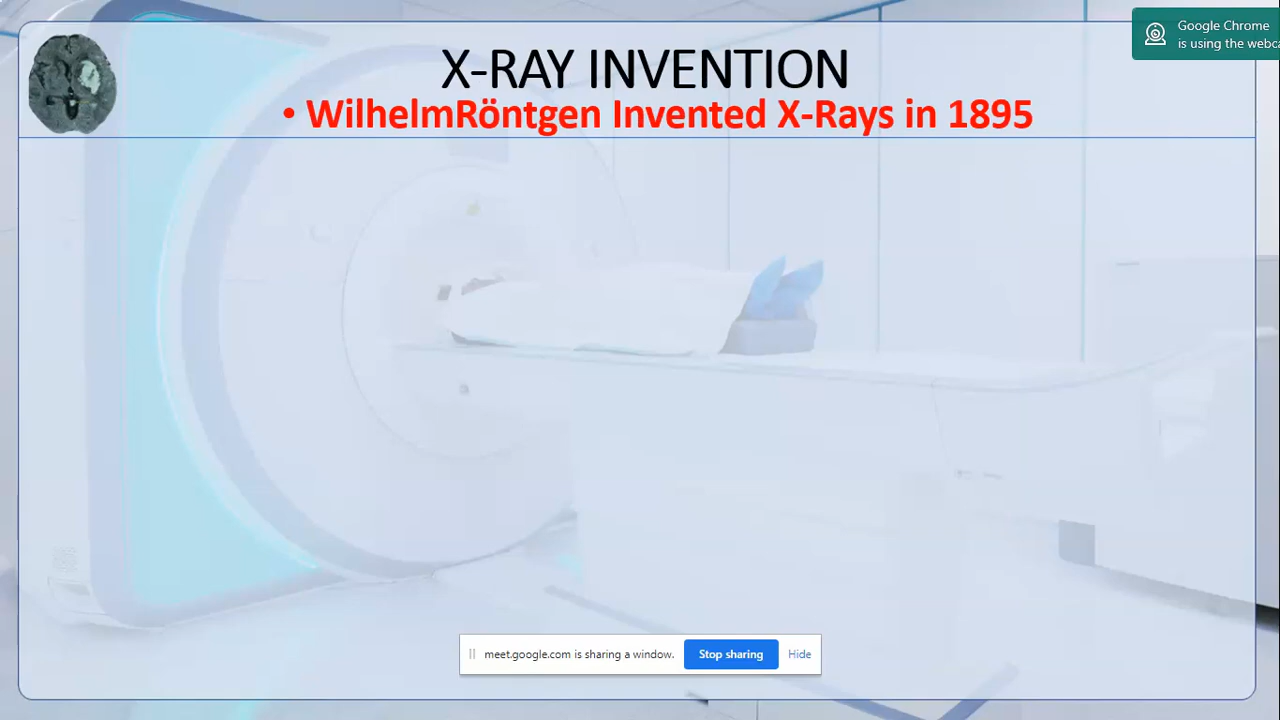 Google Chrome
is using the webca
X-RAY INVENTION
• WilhelmRöntgen Invented X-Rays in 1895
meet.google.com is sharing a window. Stop sharing Hide